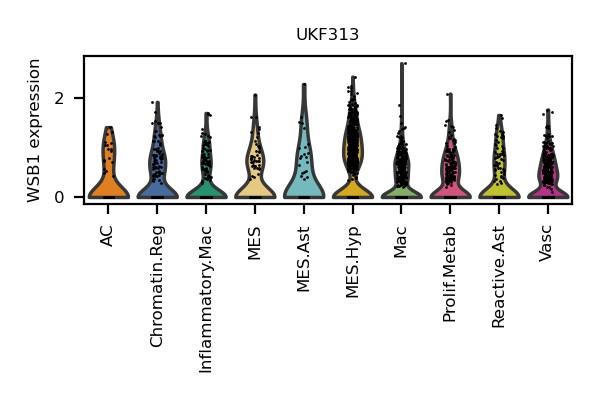 UKF313
WSB1 expression
2
0
AC
Chromatin.Reg
Inflammatory.Mac
MES
MES.Ast
MES.Hyp
Mac
Prolif.Metab
Reactive.Ast
Vasc